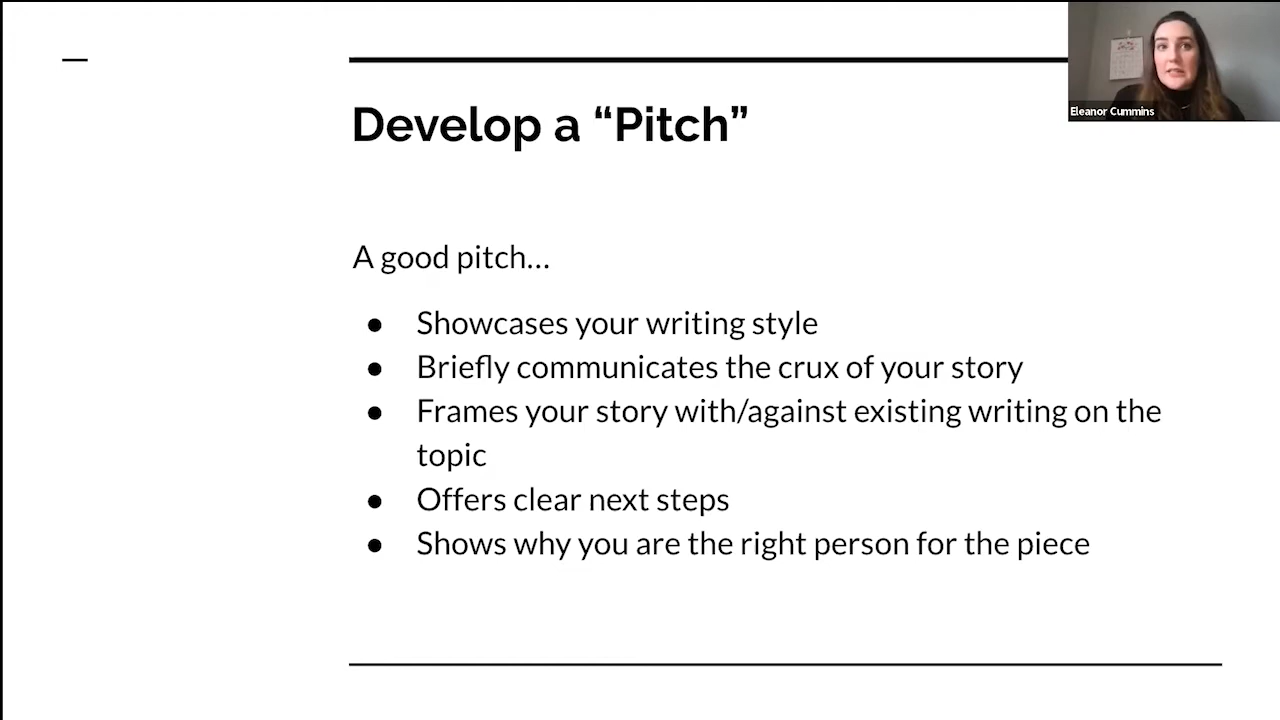 Develop a “Pitch”
Eleanor Cummins
A good pitch...
● Showcases your writing style
● Briefly communicates the crux of your story
● Frames your story with/against existing writing on the
topic
● Offers clear next steps
● Shows why you are the right person for the piece